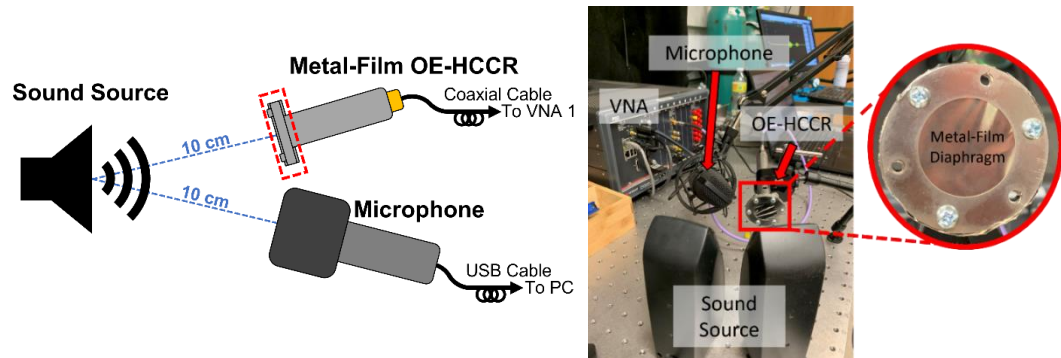 Sound Source
Metal-Film OE-HCCR
Coaxial Cable
To VNA 1
10 cm
10 cm
Microphone
USB Cable
To PC
Microphone
VNA
OE-HCCR
Sound
Source
Metal-Film
Diaphragm